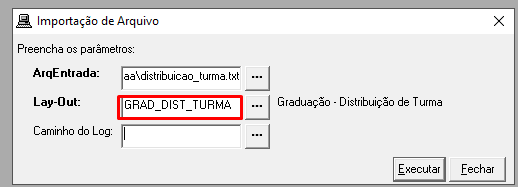 Importação de Arquivo
Preencha os parâmetros:
ArqEntrada: aa\distribuicao_turma.txt ...
Lay-Out: GRAD_DIST_TURMA ... Graduação - Distribuição de Turma
Caminho do Log: ...
Executar Fechar